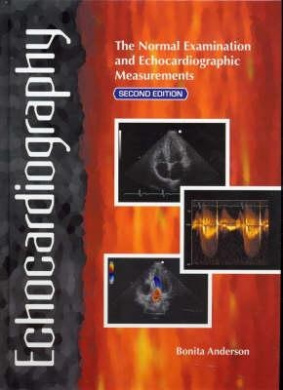 Echocardiography
The Normal Examination
and Echocardiographic
Measurements
SECOND EDITION
Bonita Anderson